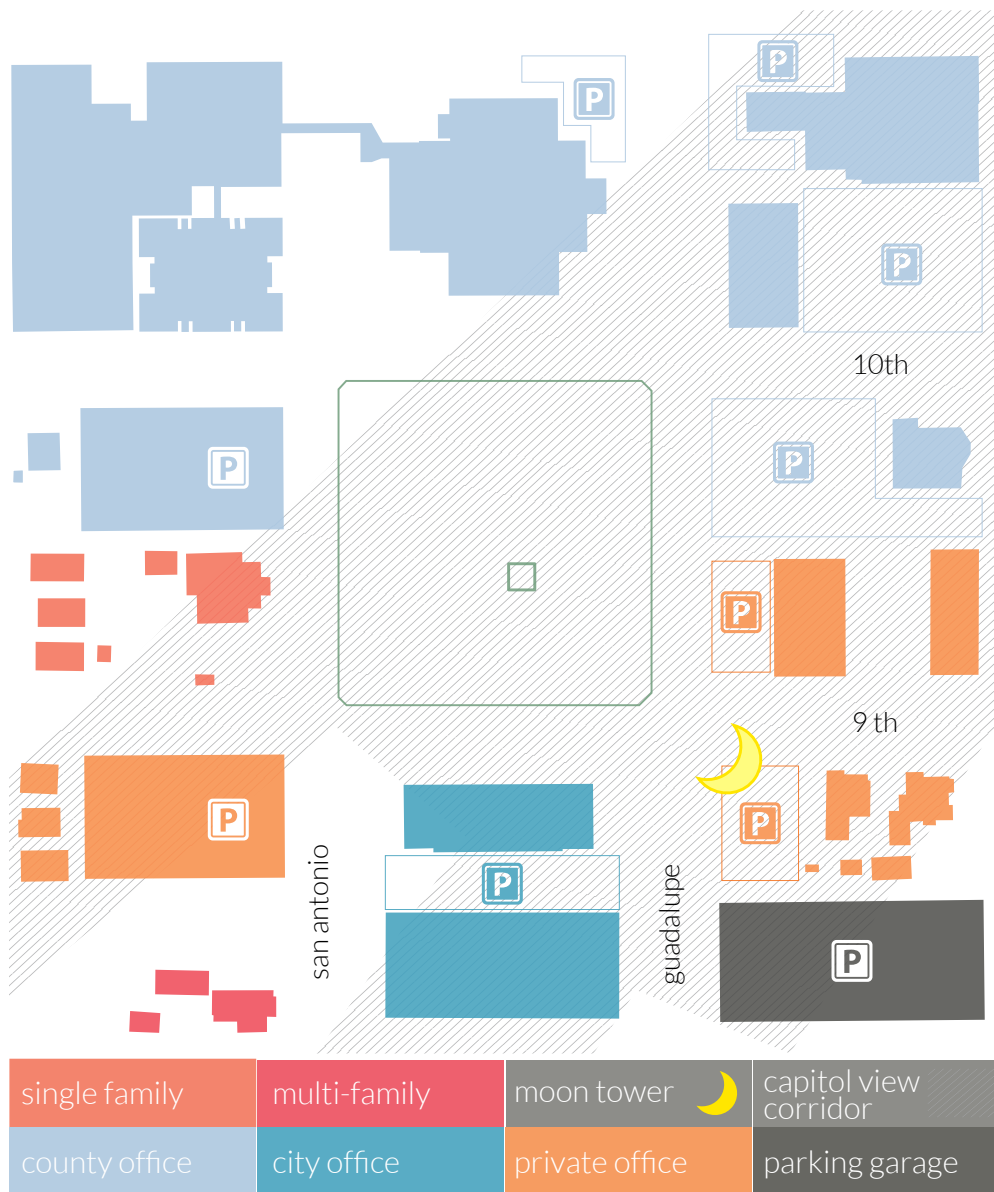 P
P
P
10th
P
P
P
9 th
P
P
P
san antonio
guadalupe
P
single family
multi-family
moon tower
capitol view
corridor
county office
city office
private office
parking garage